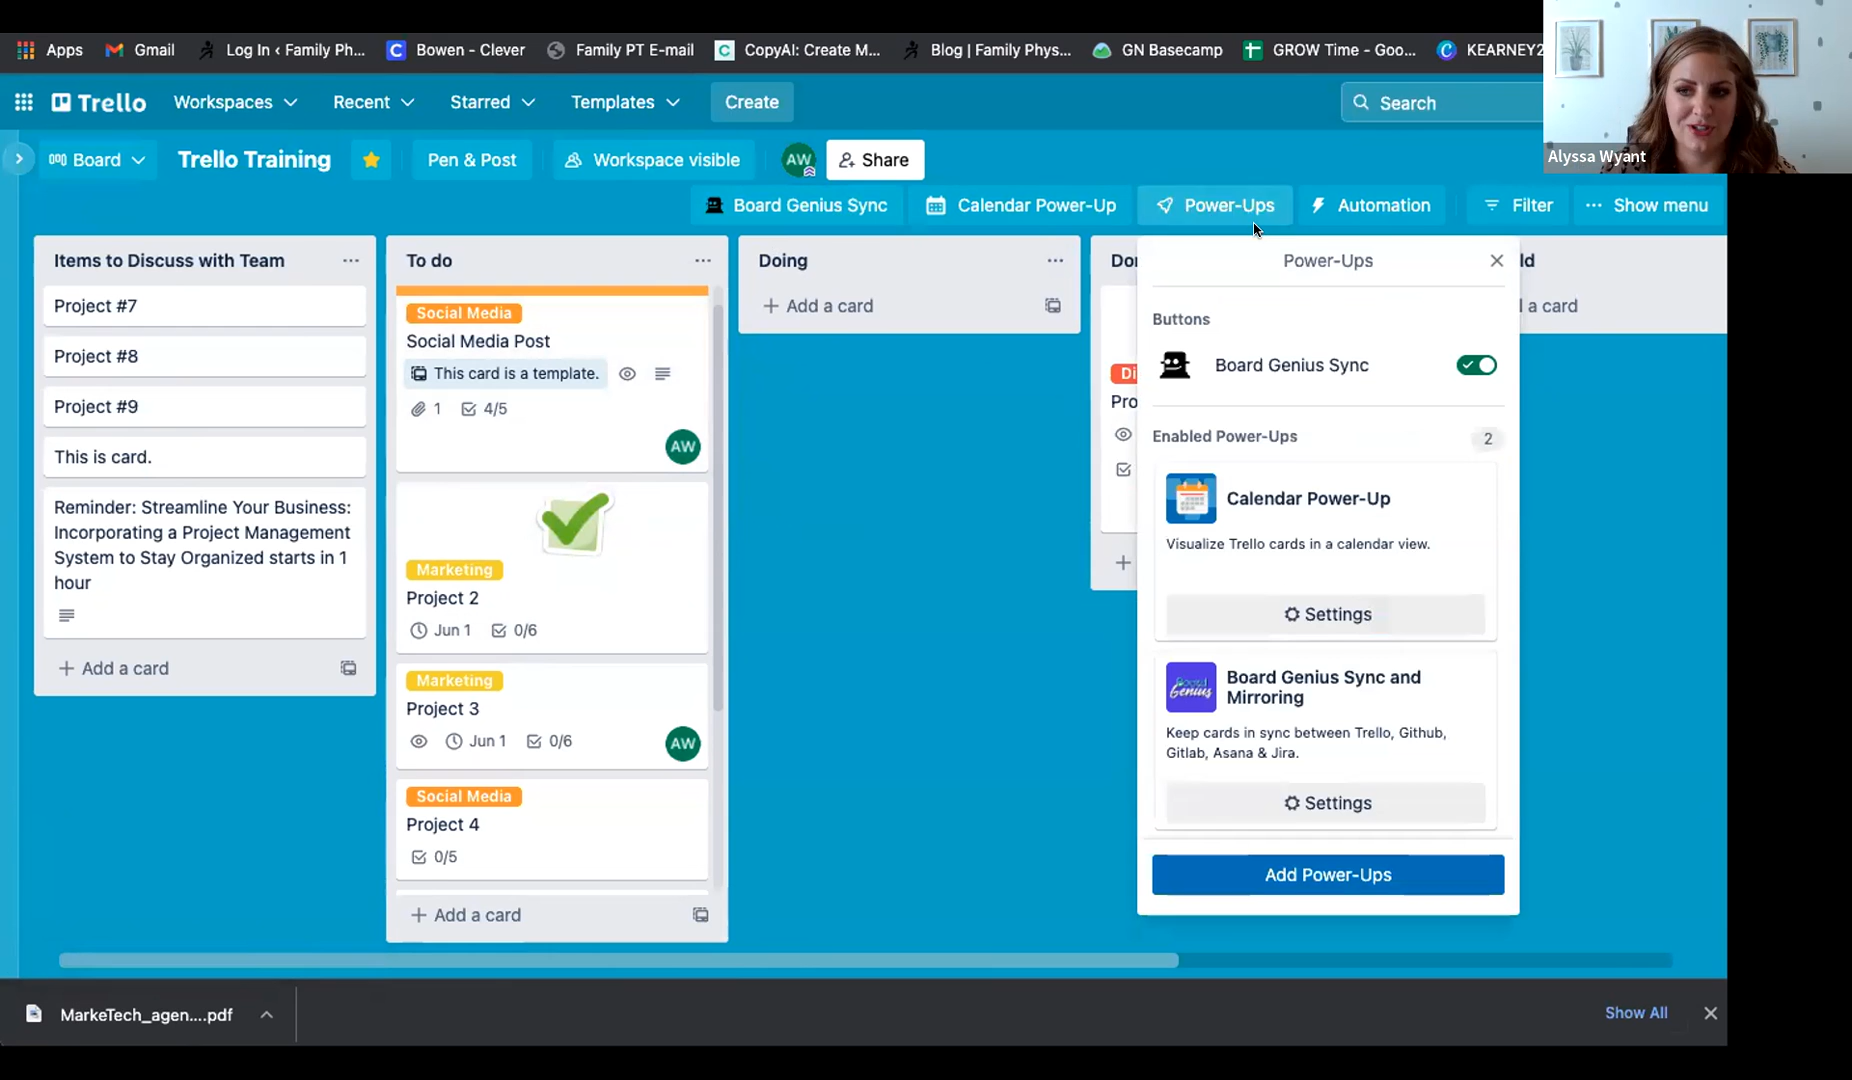 Apps
Gmail
Log In ‹ Family Ph...
Bowen - Clever
Family PT E-mail
CopyAI: Create M...
Blog | Family Phys...
GN Basecamp
GROW Time - Goo...
KEARNEY2
Trello
Workspaces
Recent
Starred
Templates
Create
Search
Alyssa Wyant
Board
Trello Training
Pen & Post
Workspace visible
AW
Share
Board Genius Sync
Calendar Power-Up
Power-Ups
Automation
Filter
Show menu
Items to Discuss with Team
Project #7
Project #8
Project #9
This is card.
Reminder: Streamline Your Business:
Incorporating a Project Management
System to Stay Organized starts in 1
hour
+ Add a card
To do
Social Media
Social Media Post
This card is a template.
1
4/5
AW
Marketing
Project 2
Jun 1
0/6
Marketing
Project 3
Jun 1
0/6
AW
Social Media
Project 4
0/5
+ Add a card
Doing
+ Add a card
Power-Ups
Buttons
Board Genius Sync
Enabled Power-Ups
2
Calendar Power-Up
Visualize Trello cards in a calendar view.
Settings
Board Genius Sync and
Mirroring
Keep cards in sync between Trello, Github,
Gitlab, Asana & Jira.
Settings
Add Power-Ups
a card
MarkeTech_agen....pdf
Show All